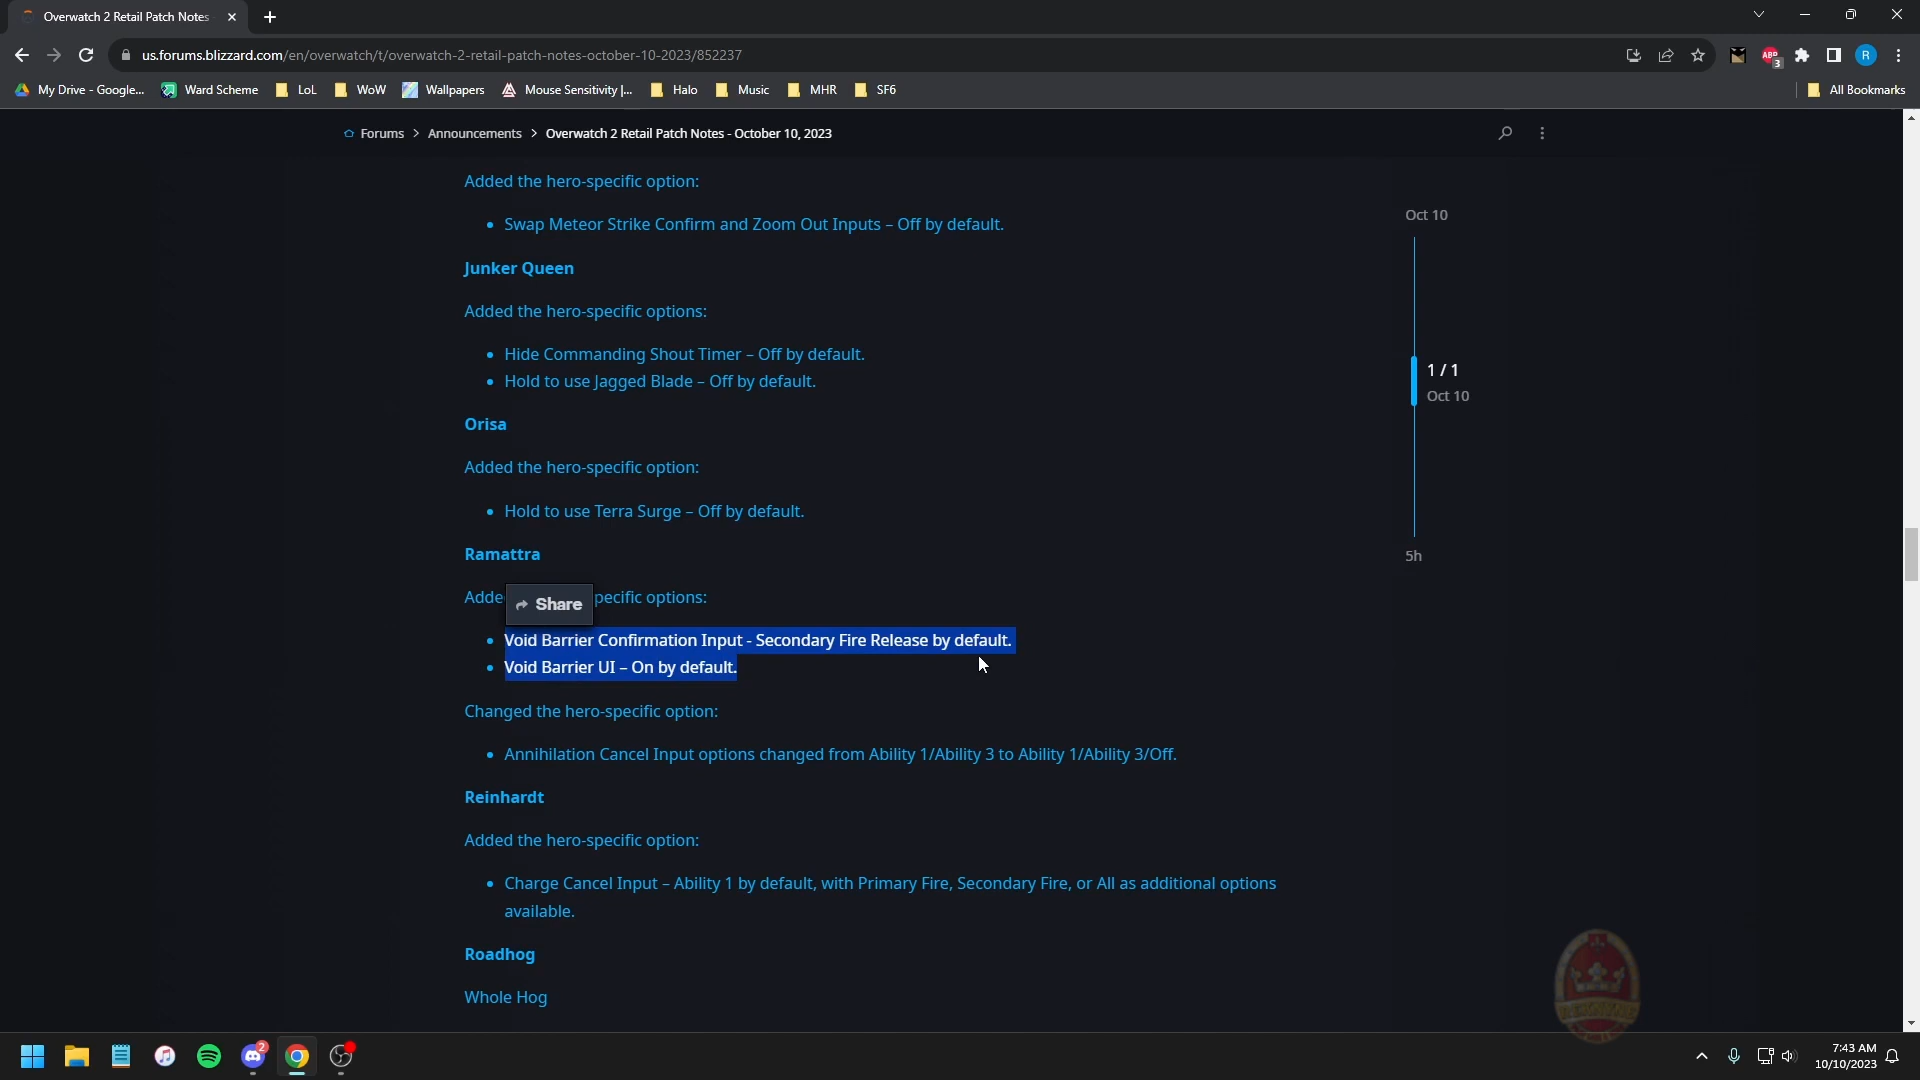 Overwatch 2 Retail Patch Notes
us.forums.blizzard.com/en/overwatch/t/overwatch-2-retail-patch-notes-october-10-2023/852237
ABP
3
R
My Drive - Google...
Ward Scheme
LoL
WoW
Wallpapers
Mouse Sensitivity |...
Halo
Music
MHR
SF6
All Bookmarks
Forums > Announcements > Overwatch 2 Retail Patch Notes - October 10, 2023
Added the hero-specific option:
Swap Meteor Strike Confirm and Zoom Out Inputs – Off by default.
Oct 10
Junker Queen
Added the hero-specific options:
Hide Commanding Shout Timer – Off by default.
Hold to use Jagged Blade – Off by default.
1 / 1
Oct 10
Orisa
Added the hero-specific option:
Hold to use Terra Surge – Off by default.
Ramattra
5h
Adde
Share
pecific options:
Void Barrier Confirmation Input - Secondary Fire Release by default.
Void Barrier UI – On by default.
Changed the hero-specific option:
Annihilation Cancel Input options changed from Ability 1/Ability 3 to Ability 1/Ability 3/Off.
Reinhardt
Added the hero-specific option:
Charge Cancel Input – Ability 1 by default, with Primary Fire, Secondary Fire, or All as additional options
available.
Roadhog
Whole Hog
2
7:43 AM
10/10/2023